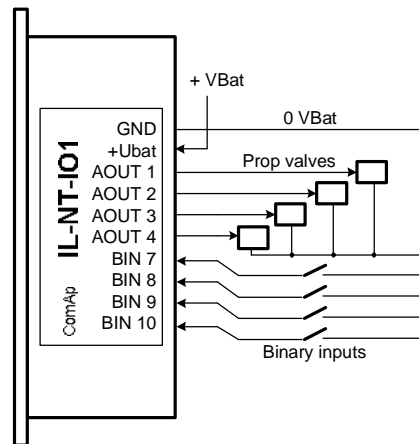 + VBat
GND
0 VBat
+Ubat
AOUT 1
Prop valves
AOUT 2
AOUT 3
AOUT 4
BIN 7
BIN 8
BIN 9
BIN 10
Binary inputs
IL-NT-IO1
ComAp